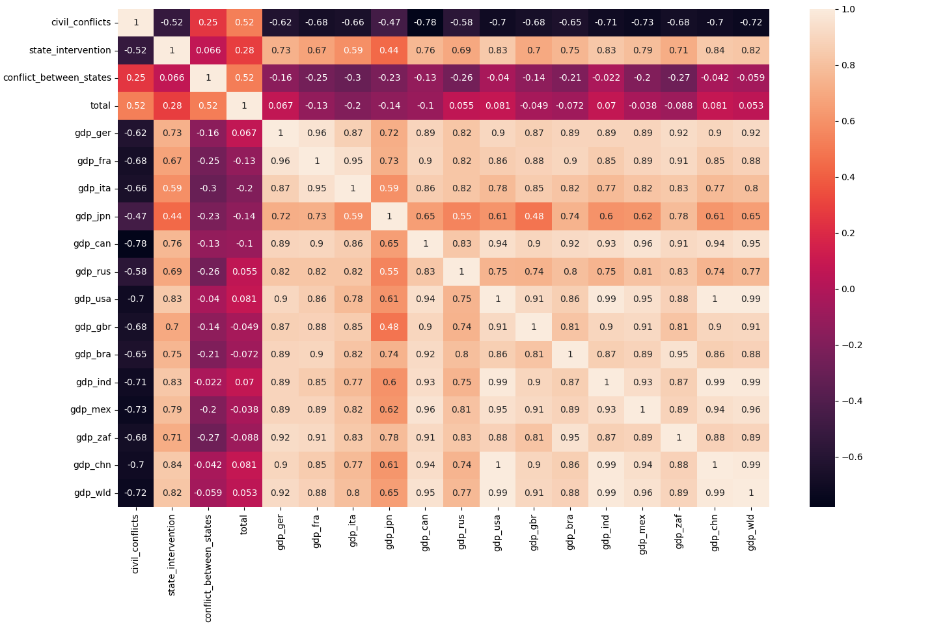 civil_conflicts 1 -0.52 0.25 0.52 -0.62 -0.68 -0.66 -0.47 -0.78 -0.58 -0.7 -0.68 -0.65 -0.71 -0.73 -0.68 -0.7 -0.72
state_intervention -0.52 1 0.066 0.28 0.73 0.67 0.59 0.44 0.76 0.69 0.83 0.7 0.75 0.83 0.79 0.71 0.84 0.82
conflict_between_states 0.25 0.066 1 0.52 -0.16 -0.25 -0.3 -0.23 -0.13 -0.26 -0.04 -0.14 -0.21 -0.022 -0.2 -0.27 -0.042 -0.059
total 0.52 0.28 0.52 1 0.067 -0.13 -0.2 -0.14 -0.1 0.055 0.081 -0.049 -0.072 0.07 -0.038 -0.088 0.081 0.053
gdp_ger -0.62 0.73 -0.16 0.067 1 0.96 0.87 0.72 0.89 0.82 0.9 0.87 0.89 0.89 0.89 0.92 0.9 0.92
gdp_fra -0.68 0.67 -0.25 -0.13 0.96 1 0.95 0.73 0.9 0.82 0.86 0.88 0.9 0.85 0.89 0.91 0.85 0.88
gdp_ita -0.66 0.59 -0.3 -0.2 0.87 0.95 1 0.59 0.86 0.82 0.78 0.85 0.82 0.77 0.82 0.83 0.77 0.8
gdp_jpn -0.47 0.44 -0.23 -0.14 0.72 0.73 0.59 1 0.65 0.55 0.61 0.48 0.74 0.6 0.62 0.78 0.61 0.65
gdp_can -0.78 0.76 -0.13 -0.1 0.89 0.9 0.86 0.65 1 0.83 0.94 0.9 0.92 0.93 0.96 0.91 0.94 0.95
gdp_rus -0.58 0.69 -0.26 0.055 0.82 0.82 0.82 0.55 0.83 1 0.75 0.74 0.8 0.75 0.81 0.83 0.74 0.77
gdp_usa -0.7 0.83 -0.04 0.081 0.9 0.86 0.78 0.61 0.94 0.75 1 0.91 0.86 0.99 0.95 0.88 1 0.99
gdp_gbr -0.68 0.7 -0.14 -0.049 0.87 0.88 0.85 0.48 0.9 0.74 0.91 1 0.81 0.9 0.91 0.81 0.9 0.91
gdp_bra -0.65 0.75 -0.21 -0.072 0.89 0.9 0.82 0.74 0.92 0.8 0.86 0.81 1 0.87 0.89 0.95 0.86 0.88
gdp_ind -0.71 0.83 -0.022 0.07 0.89 0.85 0.77 0.6 0.93 0.75 0.99 0.9 0.87 1 0.93 0.87 0.99 0.99
gdp_mex -0.73 0.79 -0.2 -0.038 0.89 0.89 0.82 0.62 0.96 0.81 0.95 0.91 0.89 0.93 1 0.89 0.94 0.96
gdp_zaf -0.68 0.71 -0.27 -0.088 0.92 0.91 0.83 0.78 0.91 0.83 0.88 0.81 0.95 0.87 0.89 1 0.88 0.89
gdp_chn -0.7 0.84 -0.042 0.081 0.9 0.85 0.77 0.61 0.94 0.74 1 0.9 0.86 0.99 0.94 0.88 1 0.99
gdp_wld -0.72 0.82 -0.059 0.053 0.92 0.88 0.8 0.65 0.95 0.77 0.99 0.91 0.88 0.99 0.96 0.89 0.99 1
civil_conflicts
state_intervention
conflict_between_states
total
gdp_ger
gdp_fra
gdp_ita
gdp_jpn
gdp_can
gdp_rus
gdp_usa
gdp_gbr
gdp_bra
gdp_ind
gdp_mex
gdp_zaf
gdp_chn
gdp_wld
1.0
0.8
0.6
0.4
0.2
0.0
−0.2
−0.4
−0.6